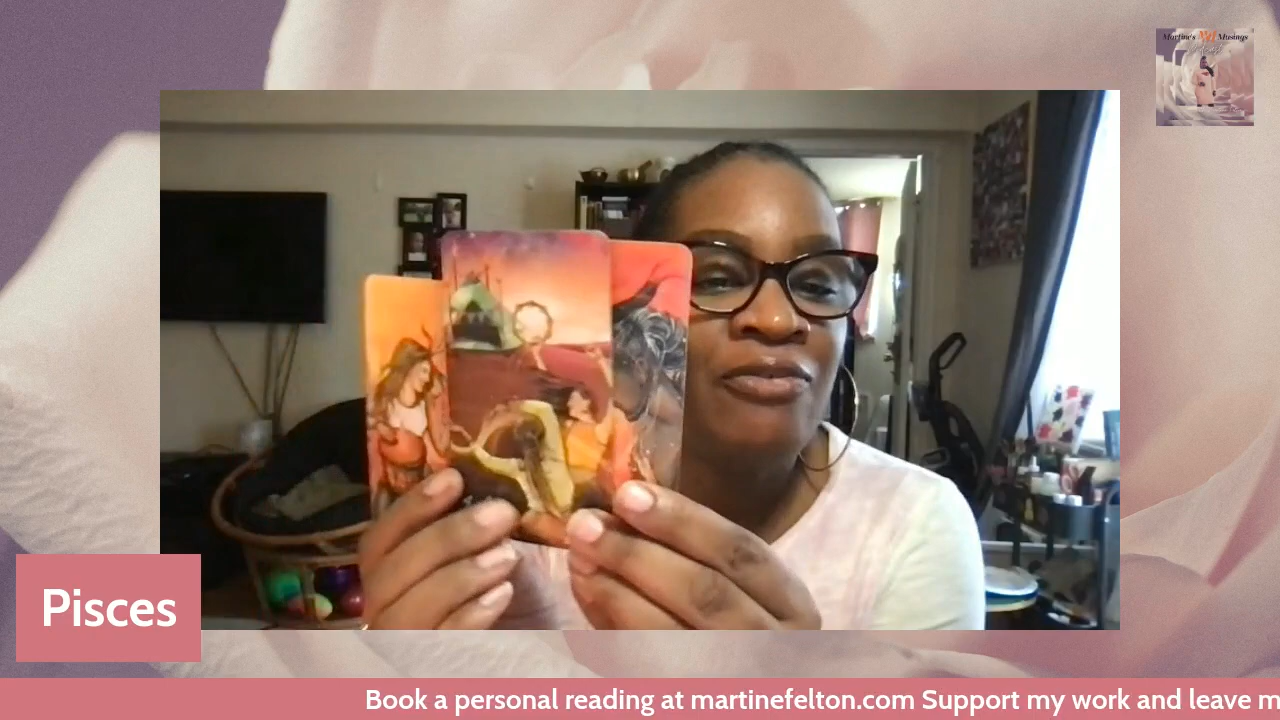 Martine's Musings
Pisces
Book a personal reading at martinefelton.com Support my work and leave m